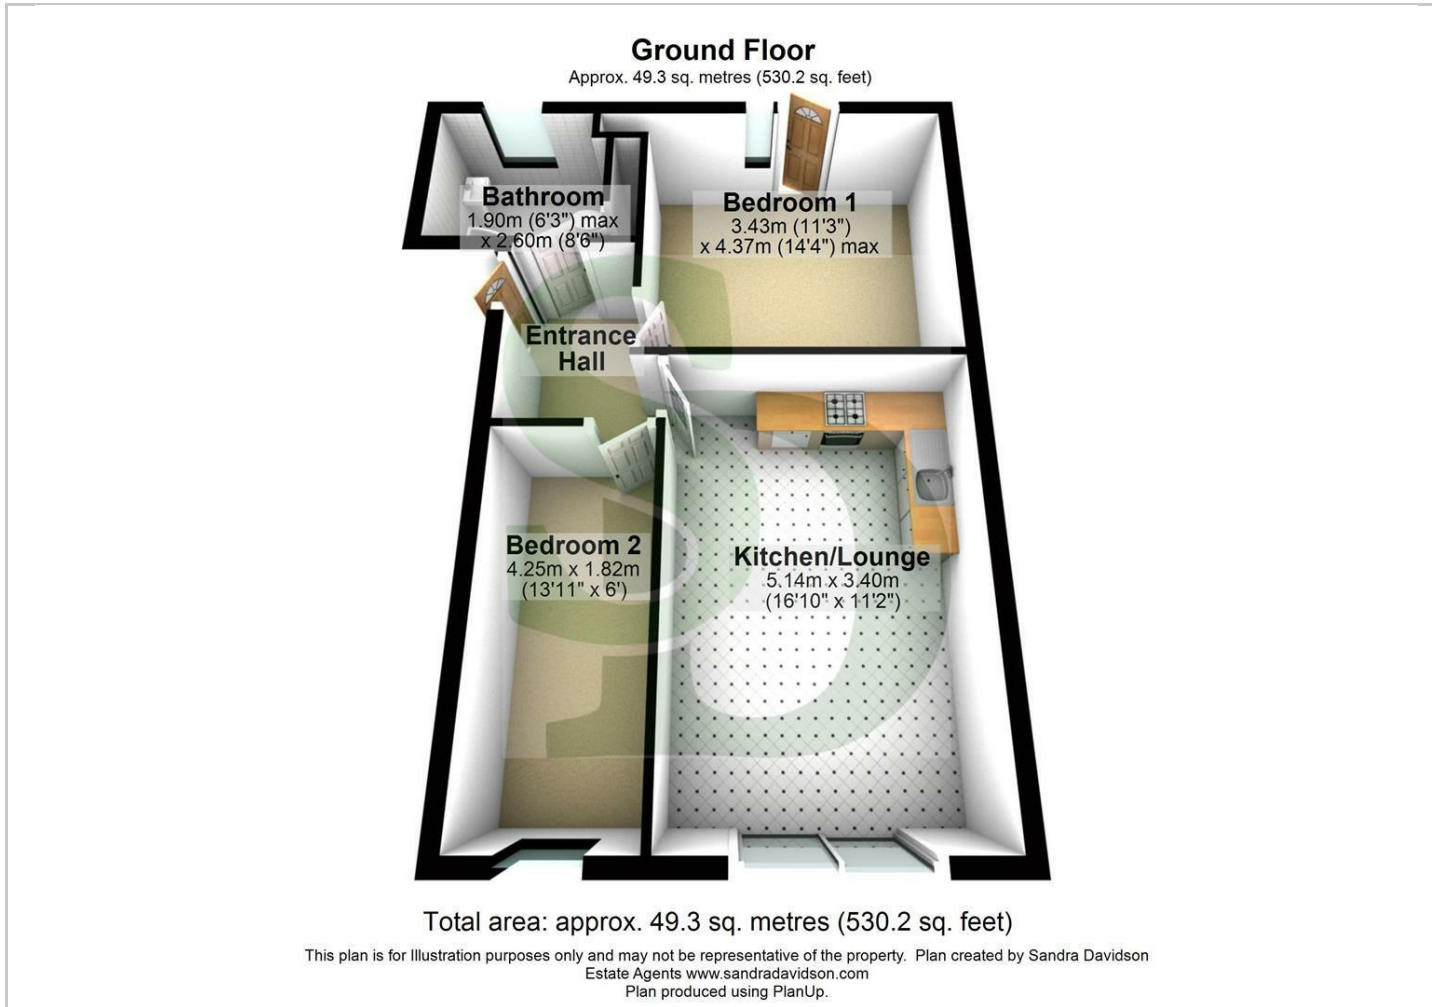 Ground Floor
Approx. 49.3 sq. metres (530.2 sq. feet)
Bathroom
1.90m (6'3") max
x 2.60m (8'6")
Bedroom 1
3.43m (11'3")
x 4.37m (14'4") max
Entrance
Hall
Bedroom 2
4.25m x 1.82m
(13'11" x 6')
Kitchen/Lounge
5.14m x 3.40m
(16'10" x 11'2")
Total area: approx. 49.3 sq. metres (530.2 sq. feet)
This plan is for Illustration purposes only and may not be representative of the property. Plan created by Sandra Davidson
Estate Agents www.sandradavidson.com
Plan produced using PlanUp.